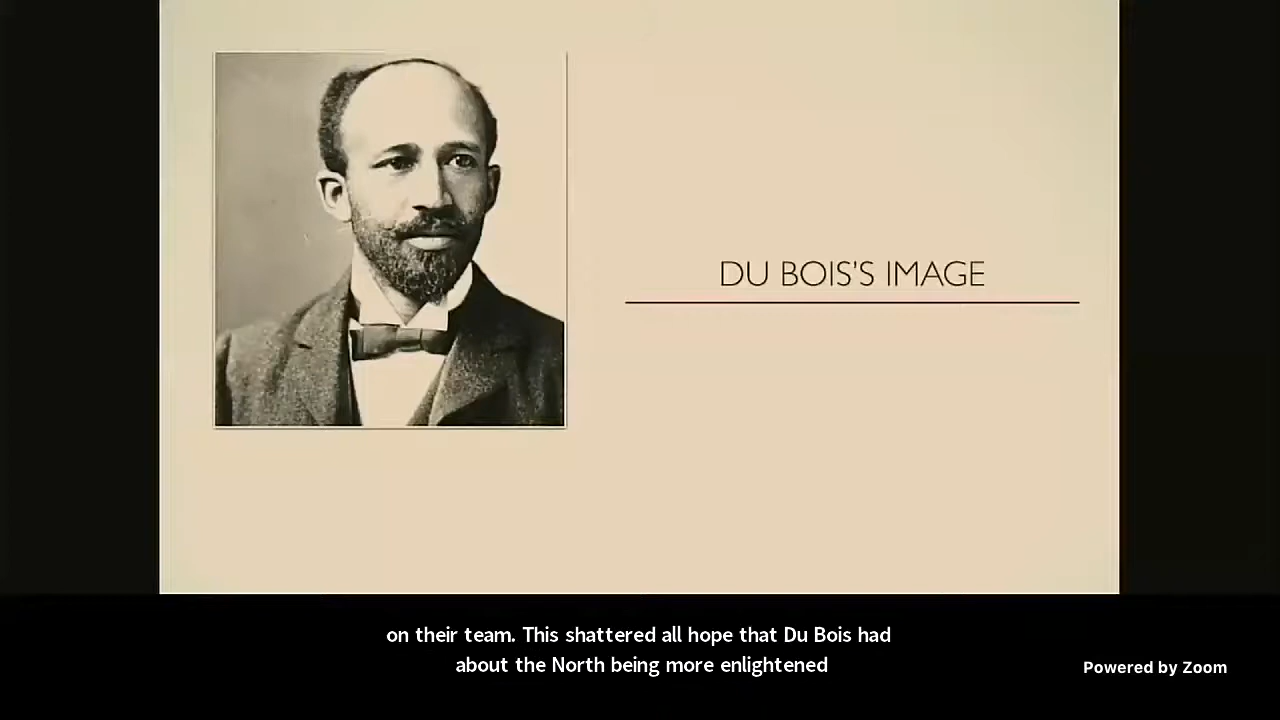 DU BOIS'S IMAGE
on their team. This shattered all hope that Du Bois had
about the North being more enlightened
Powered by Zoom